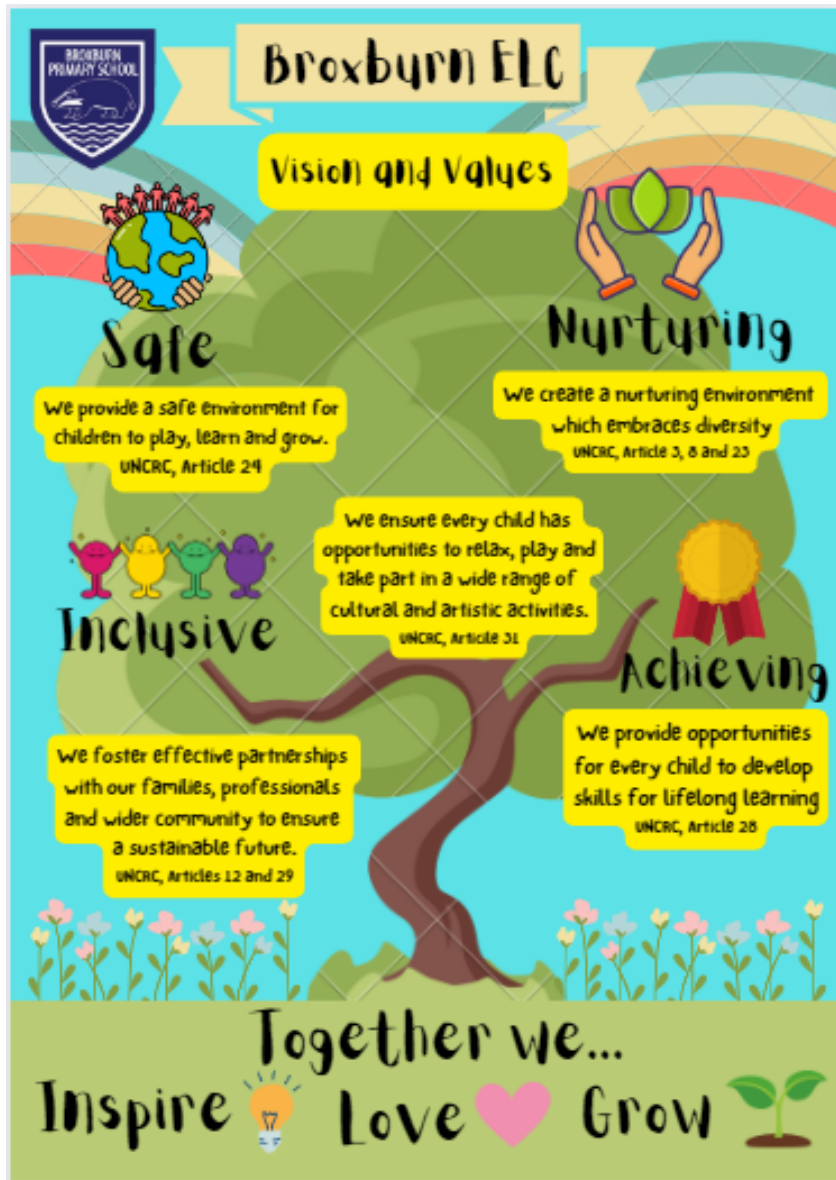 BROXBURN
PRIMARY SCHOOL
Broxburn ELC
Vision and Values
Safe
We provide a safe environment for
children to play, learn and grow.
UNCRC, Article 24
Nurturing
We create a nurturing environment
which embraces diversity
UNCRC, Article 3, 8 and 23
We ensure every child has
opportunities to relax, play and
take part in a wide range of
cultural and artistic activities.
UNCRC, Article 31
Inclusive
We foster effective partnerships
with our families, professionals
and wider community to ensure
a sustainable future.
UNCRC, Articles 12 and 29
Achieving
We provide opportunities
for every child to develop
skills for lifelong learning
UNCRC, Article 28
Together we...
Inspire Love Grow